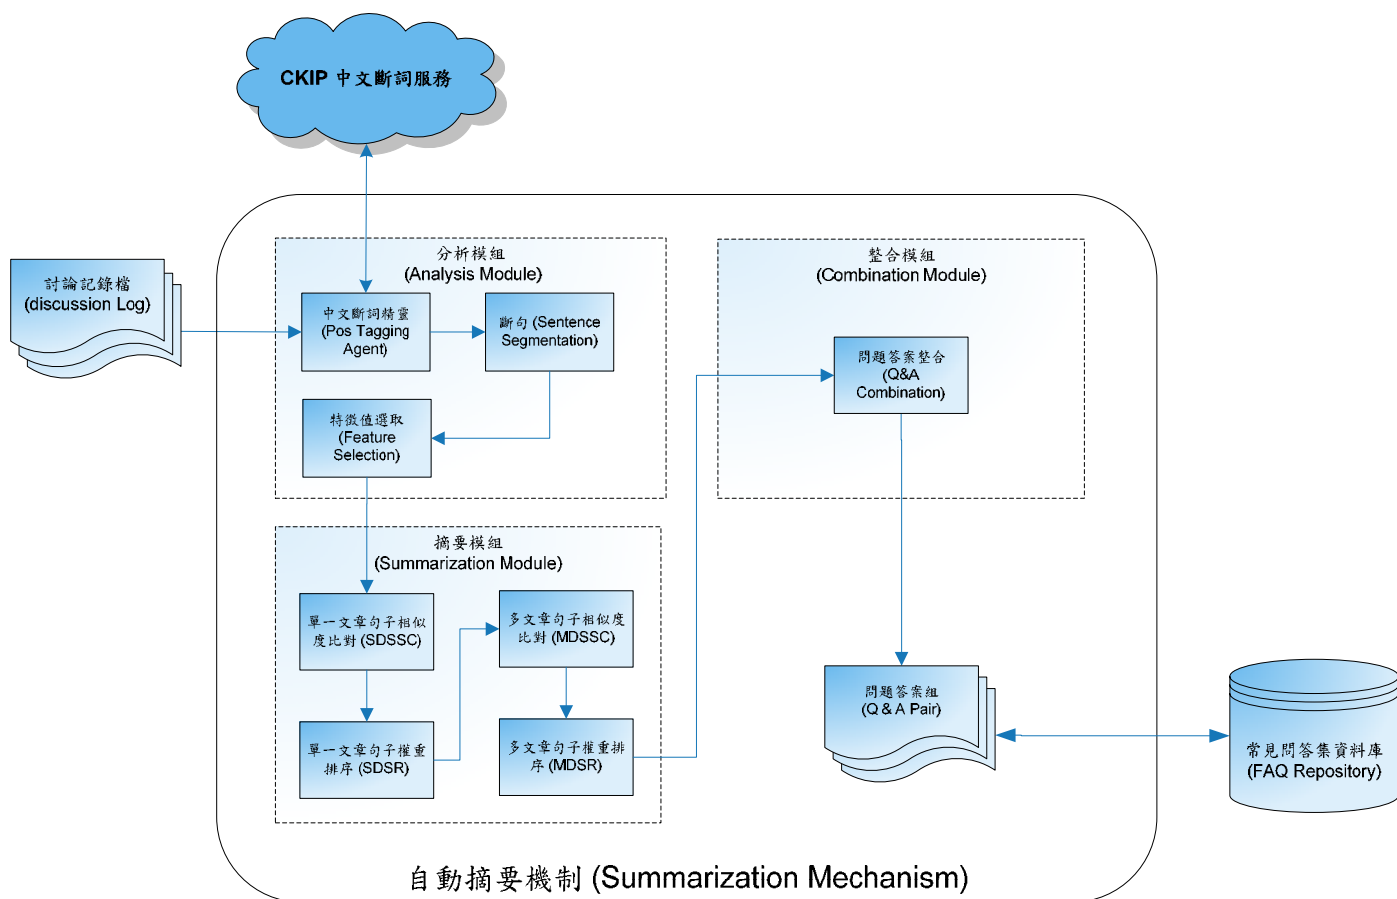 CKIP 中文斷詞服務
討論記錄檔
(discussion Log)
分析模組
(Analysis Module)
中文斷詞精靈
(Pos Tagging
Agent)
斷句 (Sentence
Segmentation)
特徵值選取
(Feature
Selection)
摘要模組
(Summarization Module)
單一文章句子相似
度比對 (SDSSC)
單一文章句子權重
排序 (SDSR)
多文章句子相似度
比對 (MDSSC)
多文章句子權重排
序 (MDSR)
整合模組
(Combination Module)
問題答案整合
(Q&A
Combination)
問題答案組
(Q & A Pair)
常見問答集資料庫
(FAQ Repository)
自動摘要機制 (Summarization Mechanism)